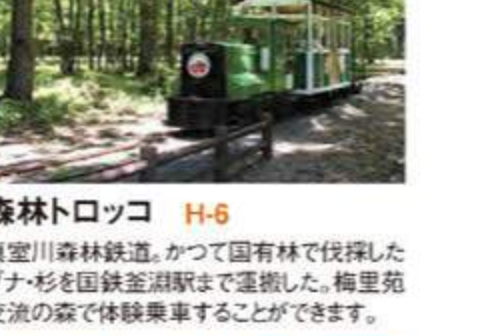 森林トロッコ H-6
室川森林鉄道。かつて国有林で伐採した
ナ・杉を国鉄釜淵駅まで運搬した。梅里苑
交流の森で体験乗車することができます。